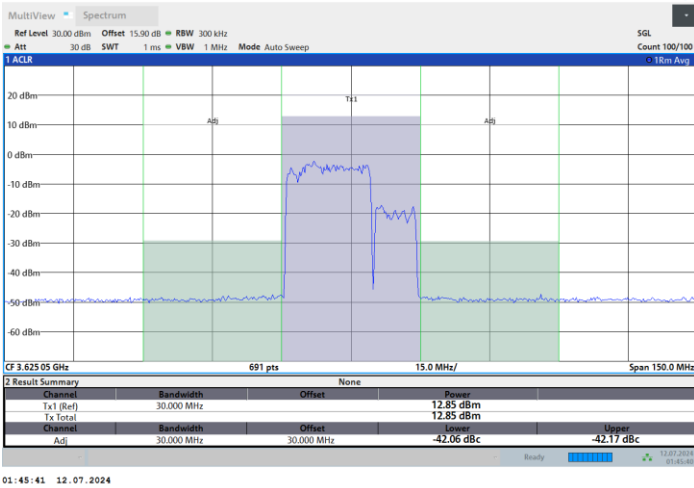 MultiView Spectrum
Ref Level 30.00 dBm Offset 15.90 dB RBW 300 kHz SGL
Att 30 dB SWT 1 ms VBW 1 MHz Mode Auto Sweep Count 100/100
1 ACLR 1Rm Avg
Tx1
Adj Adj
20 dBm
10 dBm
0 dBm
-10 dBm
-20 dBm
-30 dBm
-40 dBm
-50 dBm
-60 dBm
CF 3.625 05 GHz 691 pts 15.0 MHz/ Span 150.0 MHz
2 Result Summary None
Channel Bandwidth Offset Power
Tx1 (Ref) 30.000 MHz 12.85 dBm
Tx Total 12.85 dBm
Channel Bandwidth Offset Lower Upper
Adj 30.000 MHz 30.000 MHz -42.06 dBc -42.17 dBc
Ready 12.07.2024
01:45:40
01:45:41 12.07.2024